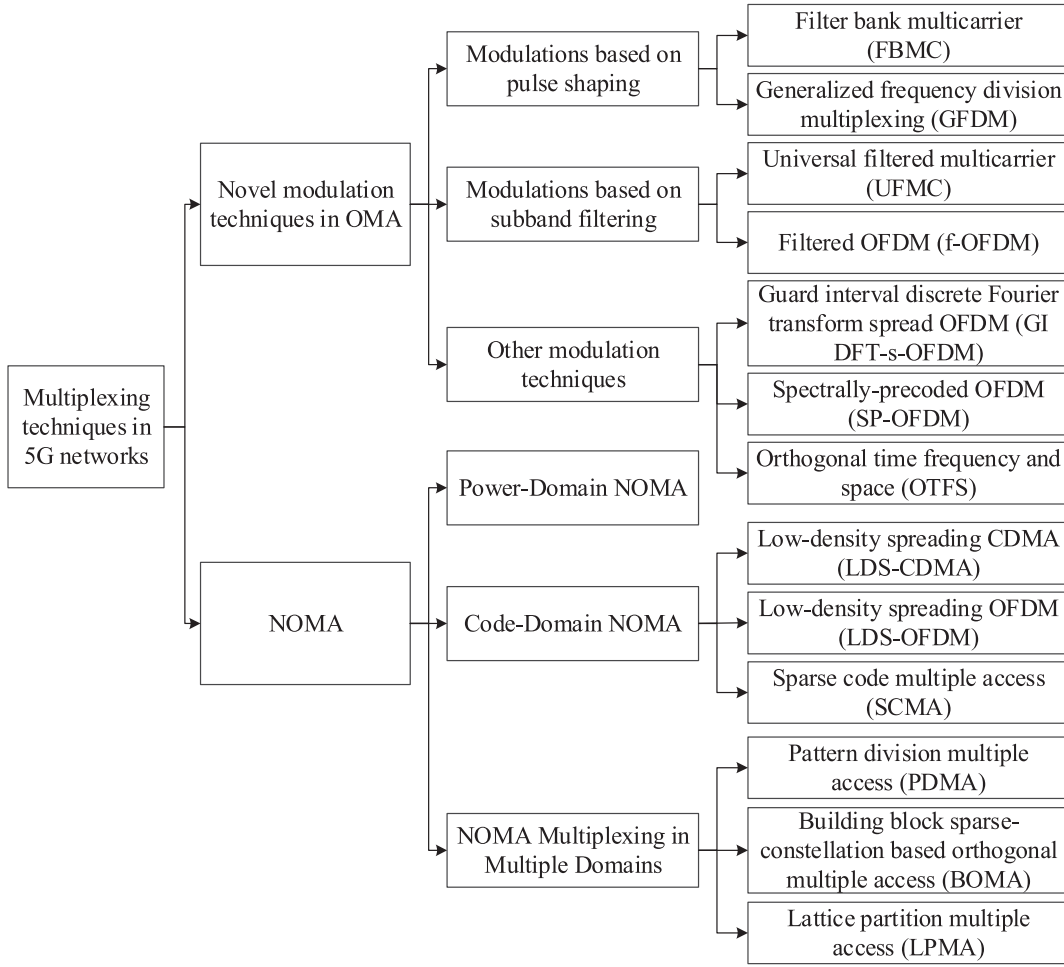 Multiplexing
techniques in
5G networks
Novel modulation
techniques in OMA
Modulations based on
pulse shaping
Filter bank multicarrier
(FBMC)
Generalized frequency division
multiplexing (GFDM)
Modulations based on
subband filtering
Universal filtered multicarrier
(UFMC)
Filtered OFDM (f-OFDM)
Other modulation
techniques
Guard interval discrete Fourier
transform spread OFDM (GI
DFT-s-OFDM)
Spectrally-precoded OFDM
(SP-OFDM)
Orthogonal time frequency and
space (OTFS)
NOMA
Power-Domain NOMA
Code-Domain NOMA
Low-density spreading CDMA
(LDS-CDMA)
Low-density spreading OFDM
(LDS-OFDM)
Sparse code multiple access
(SCMA)
NOMA Multiplexing in
Multiple Domains
Pattern division multiple
access (PDMA)
Building block sparse-
constellation based orthogonal
multiple access (BOMA)
Lattice partition multiple
access (LPMA)